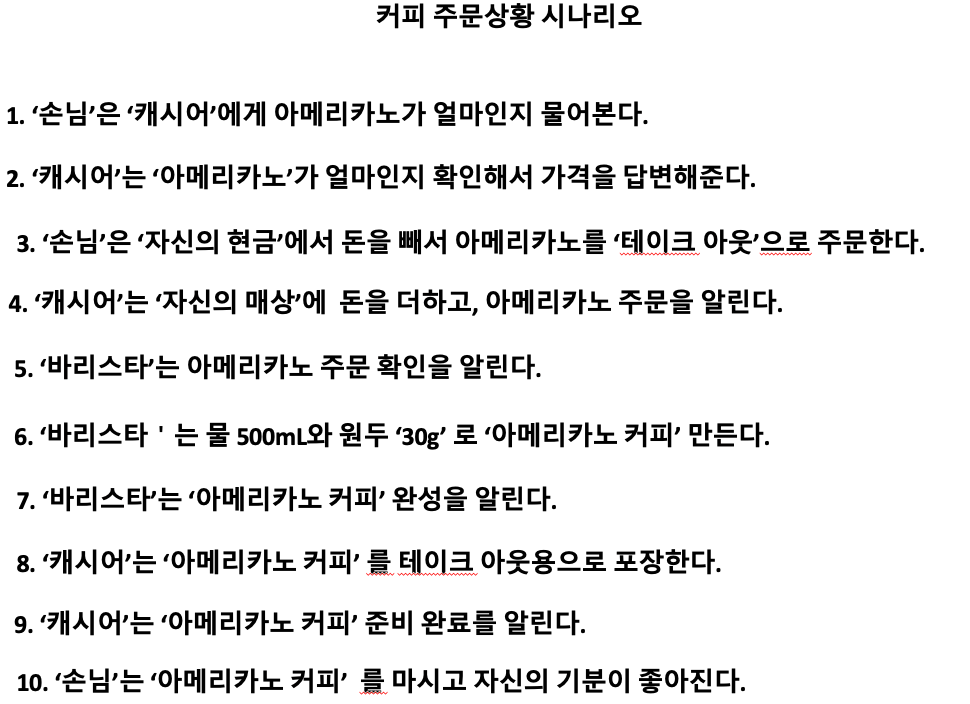 커피 주문상황 시나리오
1. ‘손님’은 ‘캐시어’에게 아메리카노가 얼마인지 물어본다.
2. ‘캐시어’는 ‘아메리카노’가 얼마인지 확인해서 가격을 답변해준다.
3. ‘손님’은 ‘자신의 현금’에서 돈을 빼서 아메리카노를 ‘테이크 아웃’으로 주문한다.
4. ‘캐시어’는 ‘자신의 매상’에 돈을 더하고, 아메리카노 주문을 알린다.
5. ‘바리스타’는 아메리카노 주문 확인을 알린다.
6. ‘바리스타 ' 는 물 500mL와 원두 ‘30g’ 로 ‘아메리카노 커피’ 만든다.
7. ‘바리스타’는 ‘아메리카노 커피’ 완성을 알린다.
8. ‘캐시어’는 ‘아메리카노 커피’ 를 테이크 아웃용으로 포장한다.
9. ‘캐시어’는 ‘아메리카노 커피’ 준비 완료를 알린다.
10. ‘손님’는 ‘아메리카노 커피’ 를 마시고 자신의 기분이 좋아진다.